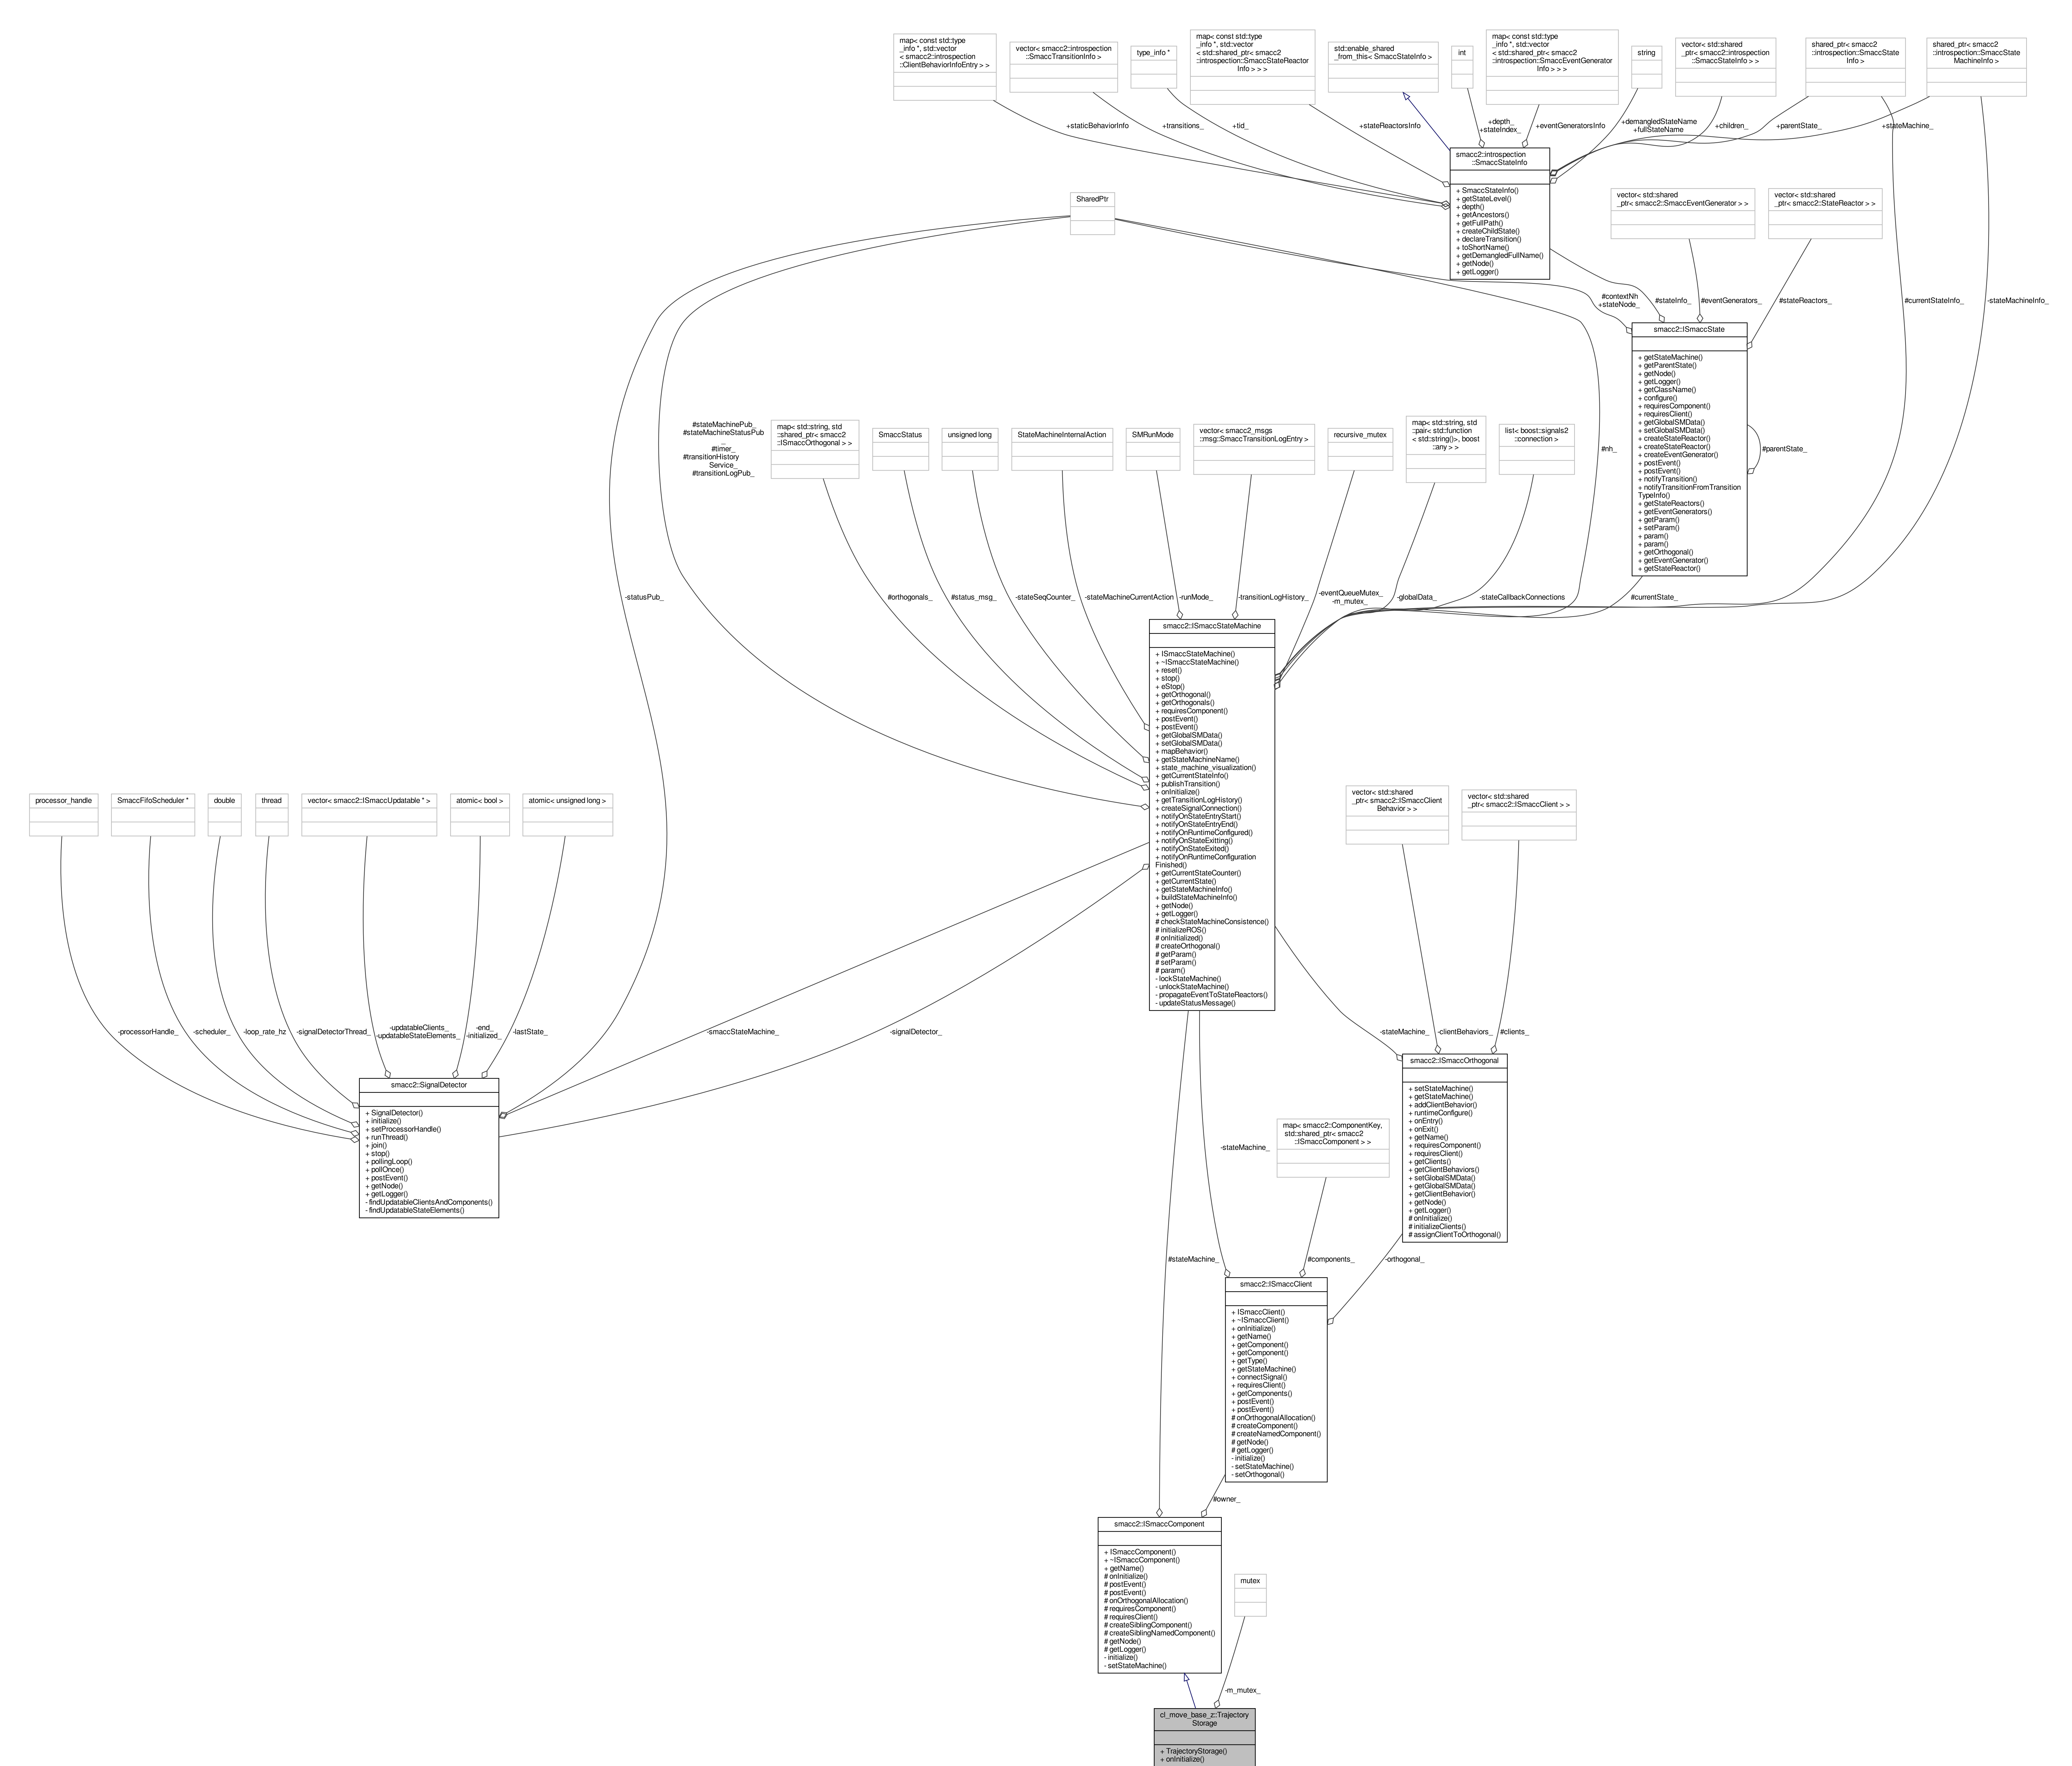 map< const std::type
_info *, std::vector
< smacc2::introspection
::ClientBehaviorInfoEntry > >
vector< smacc2::introspection
::SmaccTransitionInfo >
type_info *
map< const std::type
_info *, std::vector
< std::shared_ptr< smacc2
::introspection::SmaccStateReactor
Info > > >
std::enable_shared
_from_this< SmaccStateInfo >
int
map< const std::type
_info *, std::vector
< std::shared_ptr< smacc2
::introspection::SmaccEventGenerator
Info > > >
string
vector< std::shared
_ptr< smacc2::introspection
::SmaccStateInfo > >
shared_ptr< smacc2
::introspection::SmaccState
Info >
shared_ptr< smacc2
::introspection::SmaccState
MachineInfo >
+staticBehaviorInfo
+transitions_
+tid_
+stateReactorsInfo
+depth_
+stateIndex_
+eventGeneratorsInfo
+demangledStateName
+fullStateName
+children_
+parentState_
+stateMachine_
smacc2::introspection
::SmaccStateInfo
+ SmaccStateInfo()
+ getStateLevel()
+ depth()
+ getAncestors()
+ getFullPath()
+ createChildState()
+ declareTransition()
+ toShortName()
+ getDemangledFullName()
+ getNode()
+ getLogger()
SharedPtr
vector< std::shared
_ptr< smacc2::SmaccEventGenerator > >
vector< std::shared
_ptr< smacc2::StateReactor > >
#contextNh
+stateNode_
#stateInfo_
#eventGenerators_
#stateReactors_
#currentStateInfo_
-stateMachineInfo_
smacc2::ISmaccState
+ getStateMachine()
+ getParentState()
+ getNode()
+ getLogger()
+ getClassName()
+ configure()
+ requiresComponent()
+ requiresClient()
+ getGlobalSMData()
+ setGlobalSMData()
+ createStateReactor()
+ createStateReactor()
+ createEventGenerator()
+ postEvent()
+ postEvent()
+ notifyTransition()
+ notifyTransitionFromTransition
TypeInfo()
+ getStateReactors()
+ getEventGenerators()
+ getParam()
+ setParam()
+ param()
+ param()
+ getOrthogonal()
+ getEventGenerator()
+ getStateReactor()
#parentState_
#stateMachinePub_
#stateMachineStatusPub
_
#timer_
#transitionHistory
Service_
#transitionLogPub_
map< std::string, std
::shared_ptr< smacc2
::ISmaccOrthogonal > >
SmaccStatus
unsigned long
StateMachineInternalAction
SMRunMode
vector< smacc2_msgs
::msg::SmaccTransitionLogEntry >
recursive_mutex
map< std::string, std
::pair< std::function
< std::string()>, boost
::any > >
list< boost::signals2
::connection >
#nh_
-statusPub_
#orthogonals_
#status_msg_
-stateSeqCounter_
-stateMachineCurrentAction
-runMode_
-transitionLogHistory_
-eventQueueMutex_
-m_mutex_
-globalData_
-stateCallbackConnections
#currentState_
smacc2::ISmaccStateMachine
+ ISmaccStateMachine()
+ ~ISmaccStateMachine()
+ reset()
+ stop()
+ eStop()
+ getOrthogonal()
+ getOrthogonals()
+ requiresComponent()
+ postEvent()
+ postEvent()
+ getGlobalSMData()
+ setGlobalSMData()
+ mapBehavior()
+ getStateMachineName()
+ state_machine_visualization()
+ getCurrentStateInfo()
+ publishTransition()
+ onInitialize()
+ getTransitionLogHistory()
+ createSignalConnection()
+ notifyOnStateEntryStart()
+ notifyOnStateEntryEnd()
+ notifyOnRuntimeConfigured()
+ notifyOnStateExitting()
+ notifyOnStateExited()
+ notifyOnRuntimeConfiguration
Finished()
+ getCurrentStateCounter()
+ getCurrentState()
+ getStateMachineInfo()
+ buildStateMachineInfo()
+ getNode()
+ getLogger()
# checkStateMachineConsistence()
# initializeROS()
# onInitialized()
# createOrthogonal()
# getParam()
# setParam()
# param()
- lockStateMachine()
- unlockStateMachine()
- propagateEventToStateReactors()
- updateStatusMessage()
processor_handle
SmaccFifoScheduler *
double
thread
vector< smacc2::ISmaccUpdatable * >
atomic< bool >
atomic< unsigned long >
vector< std::shared
_ptr< smacc2::ISmaccClient
Behavior > >
vector< std::shared
_ptr< smacc2::ISmaccClient > >
-processorHandle_
-scheduler_
-loop_rate_hz
-signalDetectorThread_
-updatableClients_
-updatableStateElements_
-end_
-initialized_
-lastState_
-smaccStateMachine_
-signalDetector_
-stateMachine_
-clientBehaviors_
#clients_
smacc2::SignalDetector
+ SignalDetector()
+ initialize()
+ setProcessorHandle()
+ runThread()
+ join()
+ stop()
+ pollingLoop()
+ pollOnce()
+ postEvent()
+ getNode()
+ getLogger()
- findUpdatableClientsAndComponents()
- findUpdatableStateElements()
smacc2::ISmaccOrthogonal
+ setStateMachine()
+ getStateMachine()
+ addClientBehavior()
+ runtimeConfigure()
+ onEntry()
+ onExit()
+ getName()
+ requiresComponent()
+ requiresClient()
+ getClients()
+ getClientBehaviors()
+ setGlobalSMData()
+ getGlobalSMData()
+ getClientBehavior()
+ getNode()
+ getLogger()
# onInitialize()
# initializeClients()
# assignClientToOrthogonal()
-stateMachine_
map< smacc2::ComponentKey,
std::shared_ptr< smacc2
::ISmaccComponent > >
#stateMachine_
#components_
-orthogonal_
smacc2::ISmaccClient
+ ISmaccClient()
+ ~ISmaccClient()
+ onInitialize()
+ getName()
+ getComponent()
+ getComponent()
+ getType()
+ getStateMachine()
+ connectSignal()
+ requiresClient()
+ getComponents()
+ postEvent()
+ postEvent()
# onOrthogonalAllocation()
# createComponent()
# createNamedComponent()
# getNode()
# getLogger()
- initialize()
- setStateMachine()
- setOrthogonal()
#owner_
smacc2::ISmaccComponent
+ ISmaccComponent()
+ ~ISmaccComponent()
+ getName()
# onInitialize()
# postEvent()
# postEvent()
# onOrthogonalAllocation()
# requiresComponent()
# requiresClient()
# createSiblingComponent()
# createSiblingNamedComponent()
# getNode()
# getLogger()
- initialize()
- setStateMachine()
mutex
-m_mutex_
cl_move_base_z::Trajectory
Storage
+ TrajectoryStorage()
+ onInitialize()